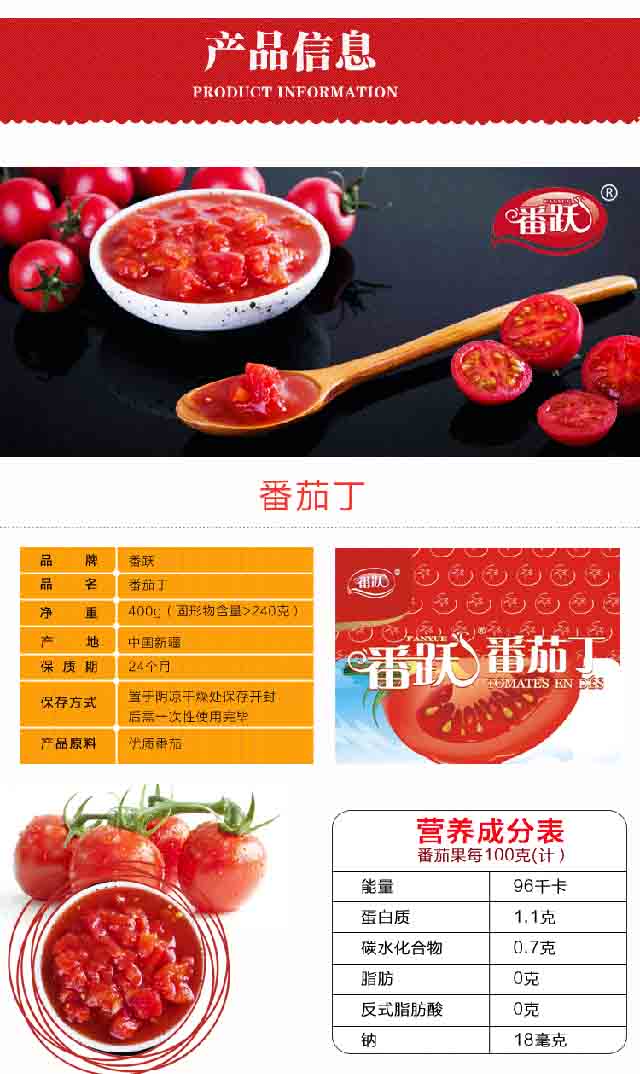 产品信息
PRODUCT INFORMATION
FANYUE
番跃®
番茄丁
品 牌 番跃
品 名 番茄丁
净 重 400g（固形物含量>240克）
产 地 中国新疆
保 质 期 24个月
保存方式 置于阴凉干燥处保存开封
后需一次性使用完毕
产品原料 优质番茄
番跃®
FANYUE
番跃® 番茄丁
TOMATES EN DÉS
营养成分表
番茄果每100克(计)
能量 96千卡
蛋白质 1.1克
碳水化合物 0.7克
脂肪 0克
反式脂肪酸 0克
钠 18毫克